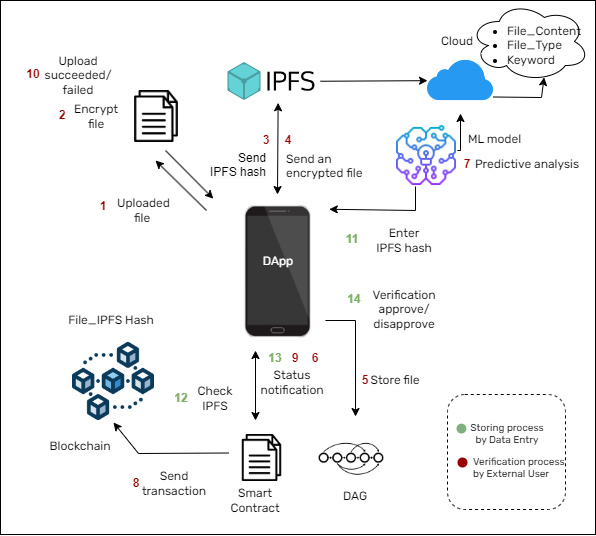 Upload
10 succeeded/
failed
2 Encrypt
file
IPFS
Cloud
• File_Content
• File_Type
• Keyword
3 4
Send
IPFS hash
Send an
encrypted file
ML model
7 Predictive analysis
1 Uploaded
file
DApp
11 Enter
IPFS hash
14 Verification
approve/
disapprove
File_IPFS Hash
13 9 6
Status
notification
12 Check
IPFS
5 Store file
Blockchain
8 Send
transaction
Smart
Contract
DAG
Storing process
by Data Entry
Verification process
by External User